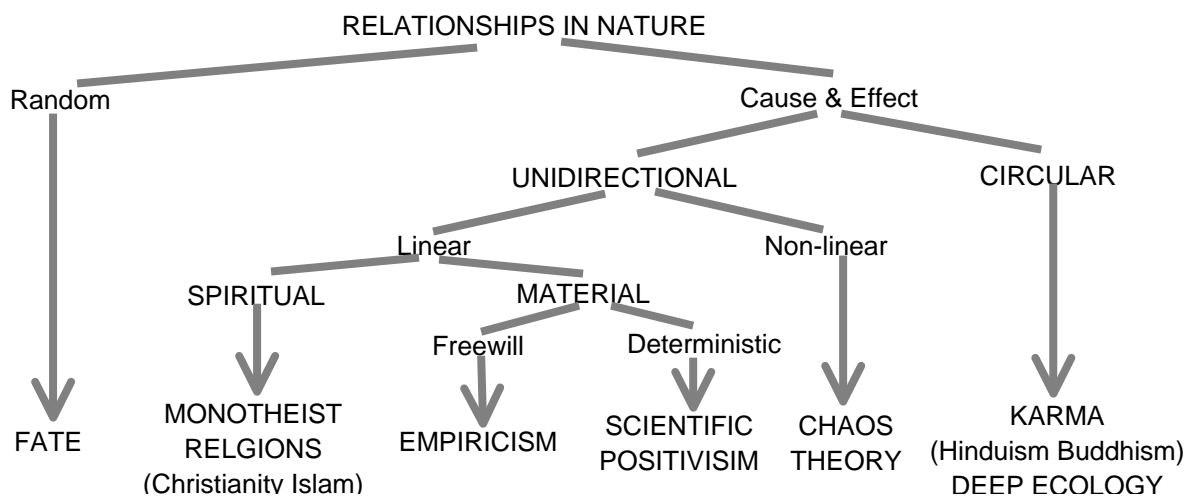 RELATIONSHIPS IN NATURE
Random
Cause & Effect
UNIDIRECTIONAL
CIRCULAR
Linear
Non-linear
SPIRITUAL
MATERIAL
Freewill
Deterministic
FATE
MONOTHEIST
RELGIONS
(Christianity Islam)
EMPIRICISM
SCIENTIFIC
POSITIVISIM
CHAOS
THEORY
KARMA
(Hinduism Buddhism)
DEEP ECOLOGY